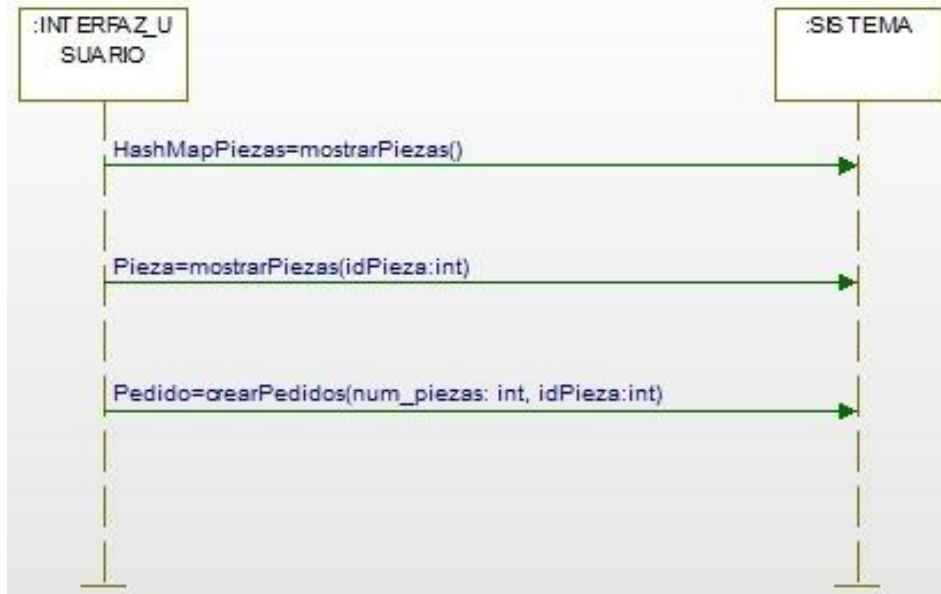 :INTERFAZ_U
SUARIO
:SISTEMA
HashMapPiezas=mostrarPiezas()
Pieza=mostrarPiezas(idPieza:int)
Pedido=crearPedidos(num_piezas: int, idPieza:int)